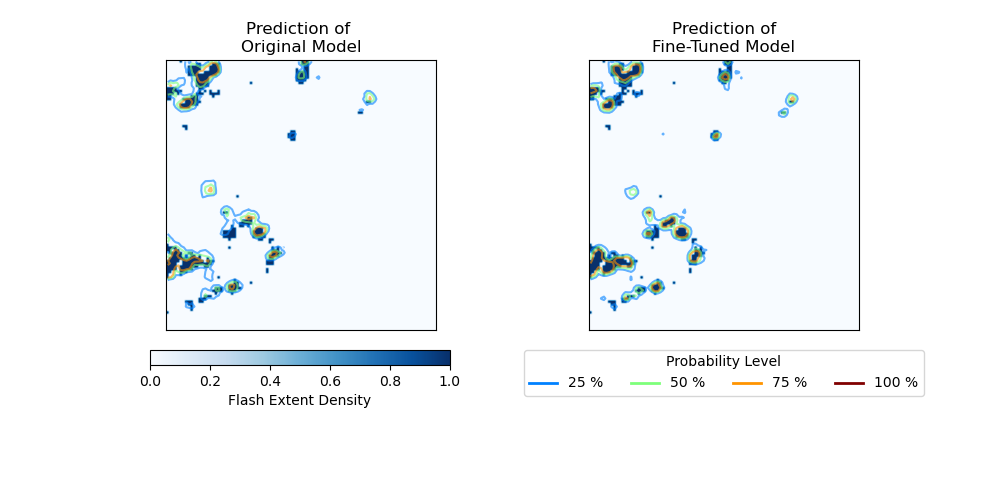 Prediction of
Original Model
Prediction of
Fine-Tuned Model
0.0 0.2 0.4 0.6 0.8 1.0
Flash Extent Density
Probability Level
25 % 50 % 75 % 100 %